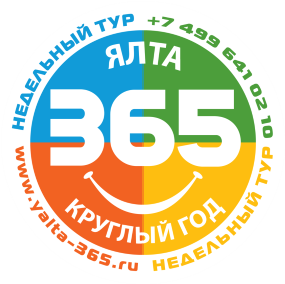 НЕДЕЛЬНЫЙ ТУР
+7 499 641 02 10
ЯЛТА
365
КРУГЛЫЙ ГОД
www.yalta-365.ru
НЕДЕЛЬНЫЙ ТУР